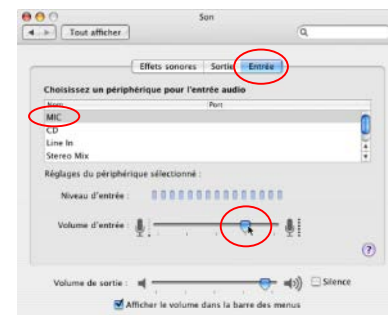 Son
Tout afficher
Effets sonores Sortie Entrée
Choisissez un périphérique pour l'entrée audio
Nom Port
MIC
CD
Line In
Stereo Mix
Réglages du périphérique sélectionné :
Niveau d'entrée :
Volume d'entrée :
?
Volume de sortie : Silence
Afficher le volume dans la barre des menus